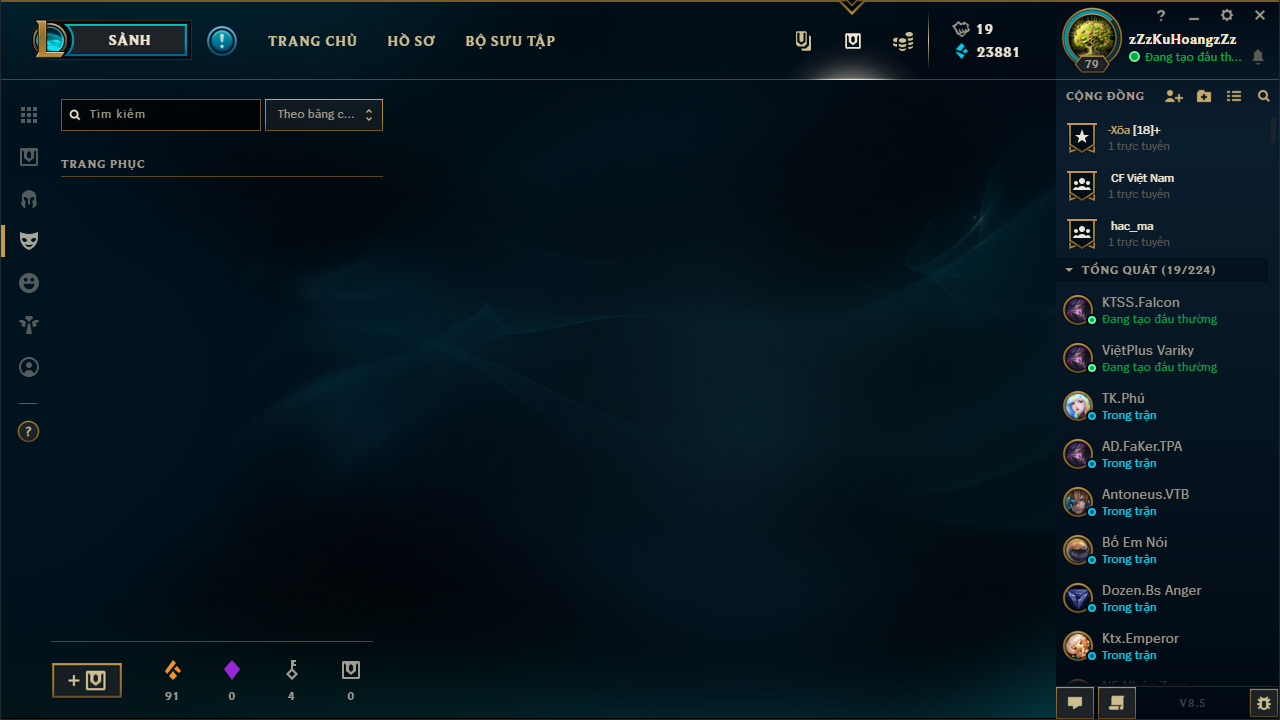 SẢNH
TRANG CHỦ
HỒ SƠ
BỘ SƯU TẬP
19
23881
?
zZzKuHoangzZz
Đang tạo đấu th...
79
CỘNG ĐỒNG
Tìm kiếm
Theo bảng c...
TRANG PHỤC
-Xõa [18]+
1 trực tuyến
CF Việt Nam
1 trực tuyến
hac_ma
1 trực tuyến
TỔNG QUÁT (19/224)
KTSS.Falcon
Đang tạo đấu thường
ViệtPlus Variky
Đang tạo đấu thường
TK.Phú
Trong trận
AD.FaKer.TPA
Trong trận
Antoneus.VTB
Trong trận
Bố Em Nói
Trong trận
Dozen.Bs Anger
Trong trận
Ktx.Emperor
Trong trận
?
+
91
0
4
0
V8.5